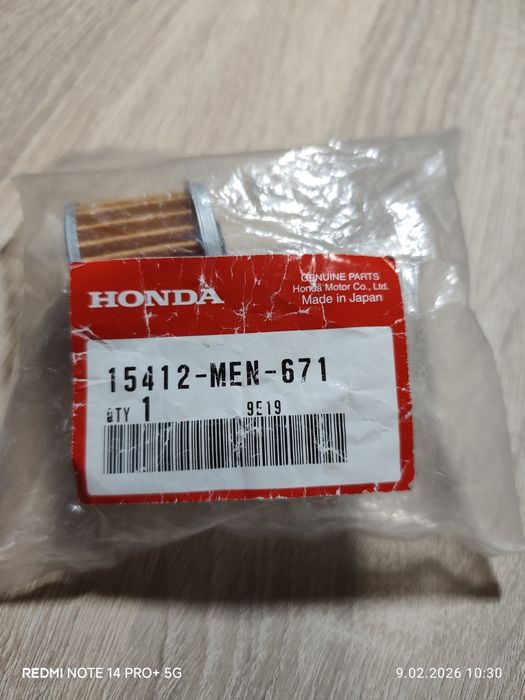 GENUINE PARTS
HONDA
Honda Motor Co., Ltd.
Made in Japan
15412-MEN-671
QTY 1 9E19
REDMI NOTE 14 PRO+ 5G
9.02.2026 10:30